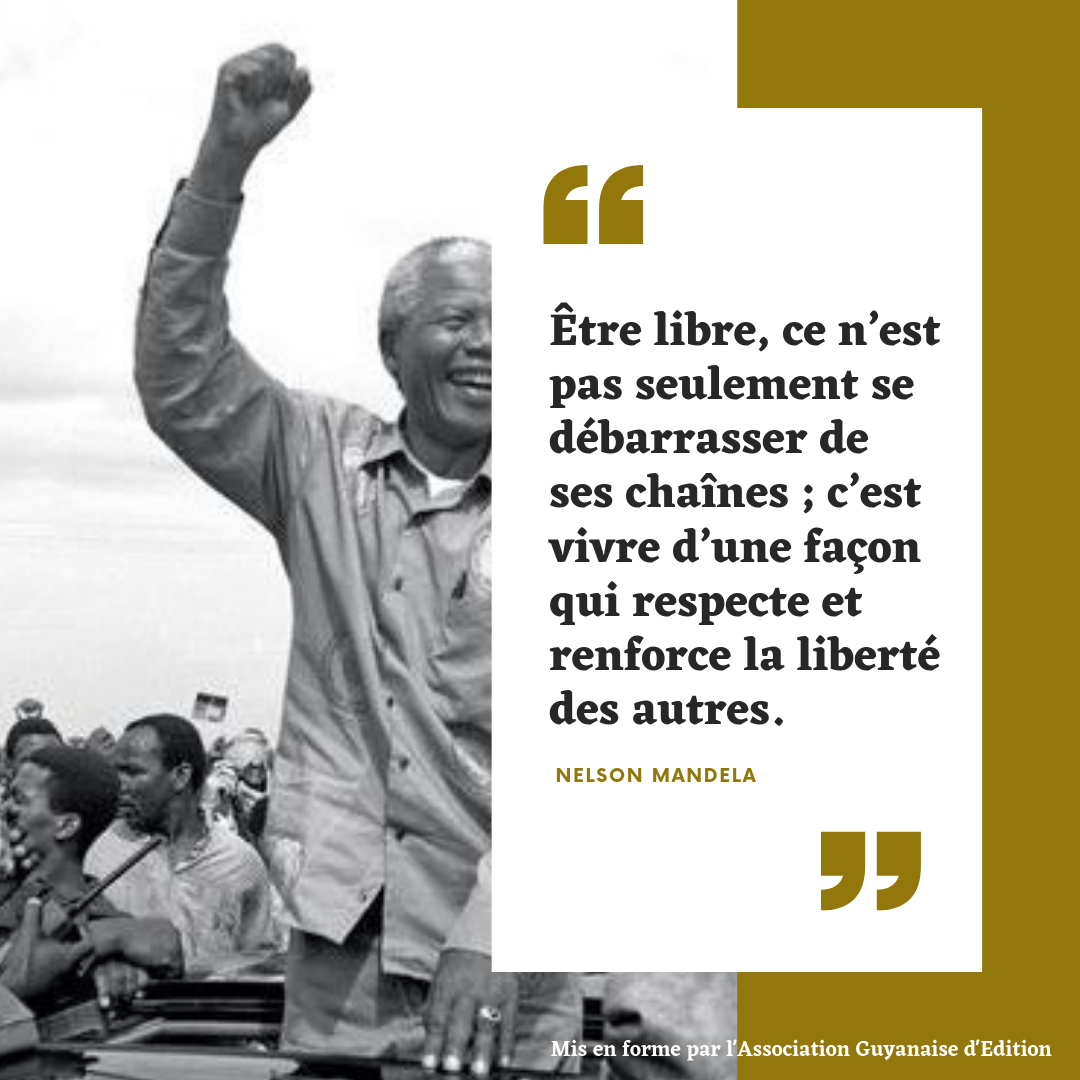 “
Être libre, ce n’est
pas seulement se
débarrasser de
ses chaînes ; c’est
vivre d’une façon
qui respecte et
renforce la liberté
des autres.
NELSON MANDELA
”
Mis en forme par l'Association Guyanaise d'Edition